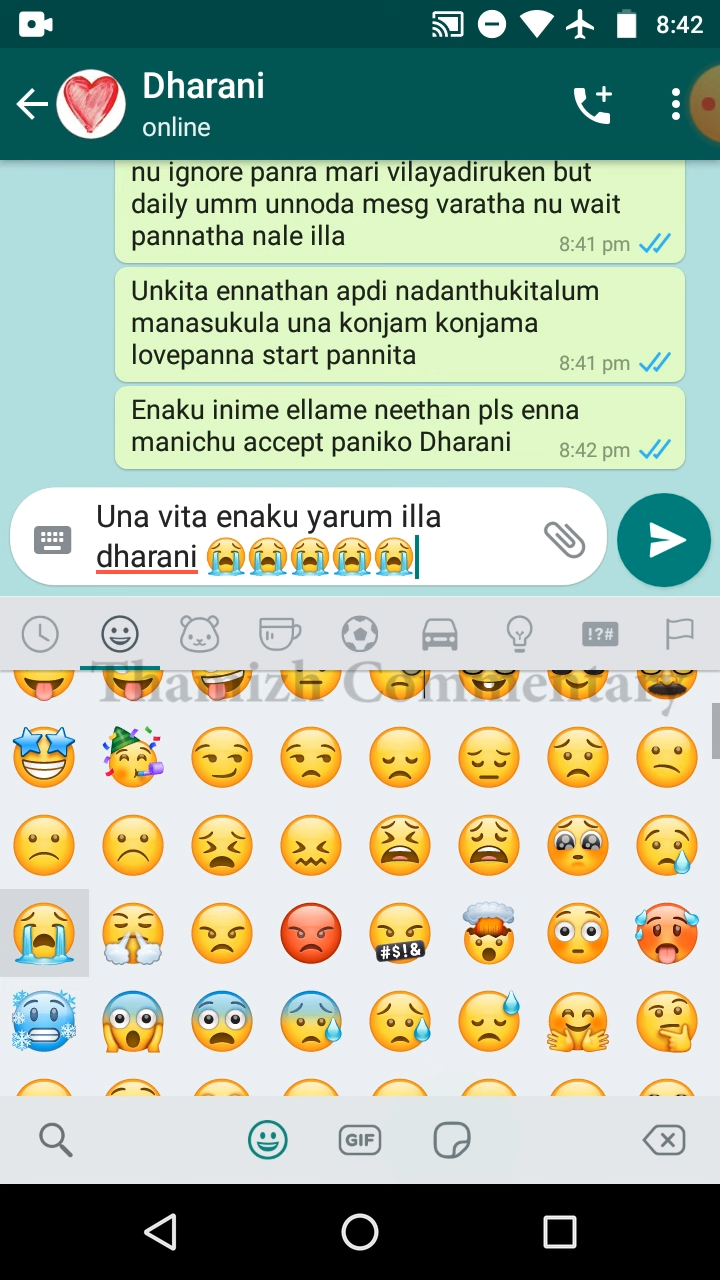 8:42
Dharani
online
nu ignore panra mari vilayadiruken but
daily umm unnoda mesg varatha nu wait
pannatha nale illa
8:41 pm
Unkita ennathan apdi nadanthukitalum
manasukula una konjam konjama
lovepanna start pannita
8:41 pm
Enaku inime ellame neethan pls enna
manichu accept paniko Dharani
8:42 pm
Una vita enaku yarum illa
dharani 😭😭😭😭😭
!?#
Thamizh Commentary
#$!&
GIF